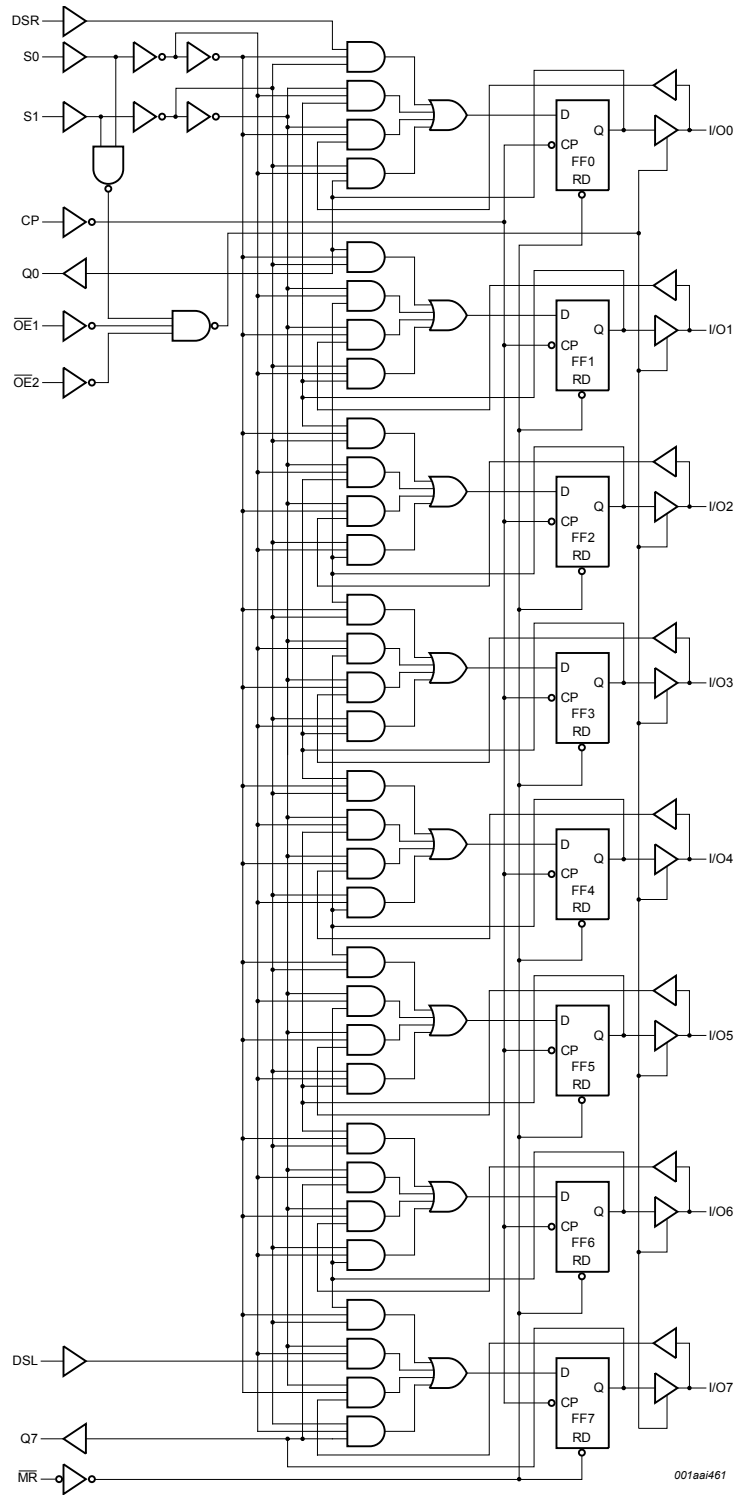 DSR
S0
S1
CP
Q0
OE1
OE2
DSL
Q7
MR
D
Q
CP
FF0
RD
I/O0
D
Q
CP
FF1
RD
I/O1
D
Q
CP
FF2
RD
I/O2
D
Q
CP
FF3
RD
I/O3
D
Q
CP
FF4
RD
I/O4
D
Q
CP
FF5
RD
I/O5
D
Q
CP
FF6
RD
I/O6
D
Q
CP
FF7
RD
I/O7
001aai461